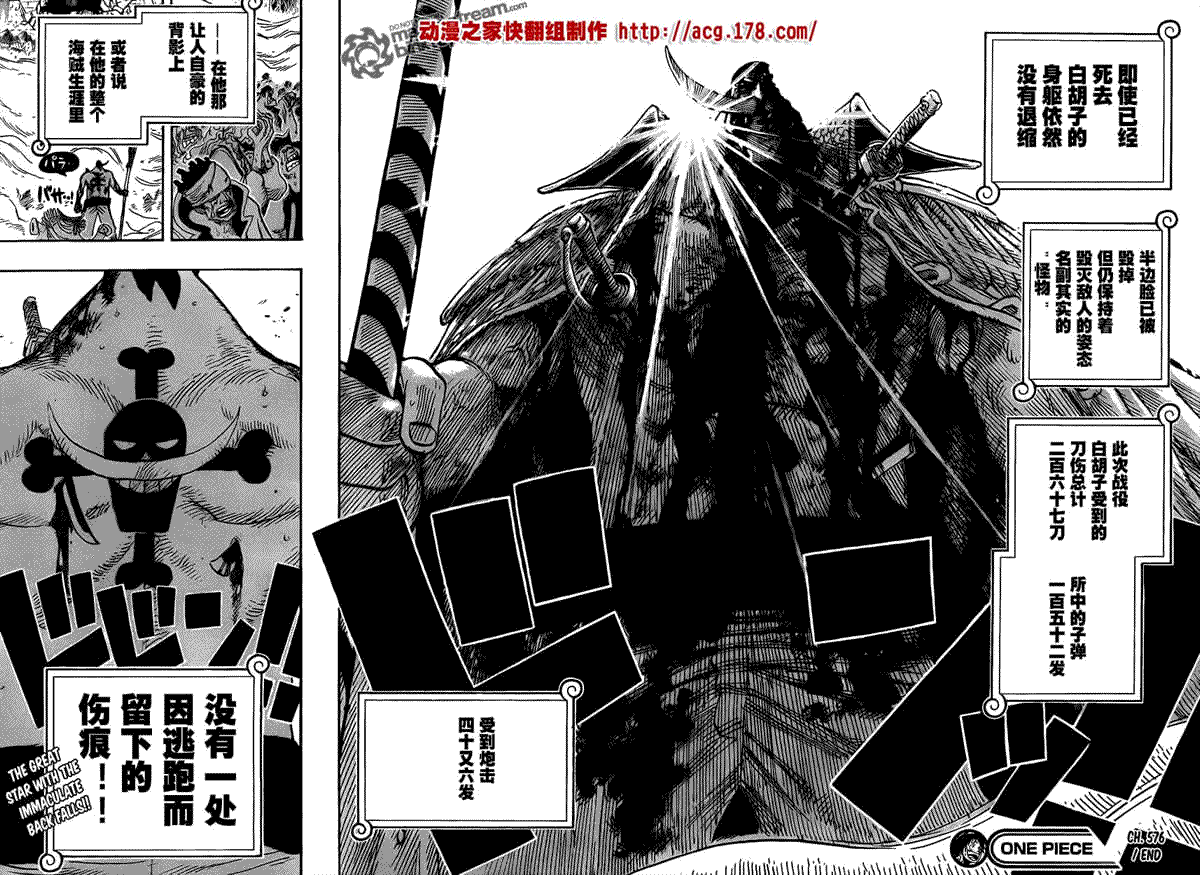 动漫之家快翻组制作 http://acg.178.com/
即使已经
死去
白胡子的
身躯依然
没有退缩
半边脸已被
毁掉
但仍保持着
毁灭敌人的姿态
名副其实的
“怪物”
此次战役
白胡子受到的
刀伤总计
二百六十七刀
所中的子弹
一百五十二发
受到炮击
四十又六发
——在他那
让人自豪的
背影上
或者说
在他的整个
海贼生涯里
バラ…
バサ…!!
没有一处
因逃跑而
留下的
伤痕！！
ドドン!!
THE GREAT
STAR WITH THE
IMMACULATE
BACK FALLS!!
ONE PIECE
CH. 576
/ END